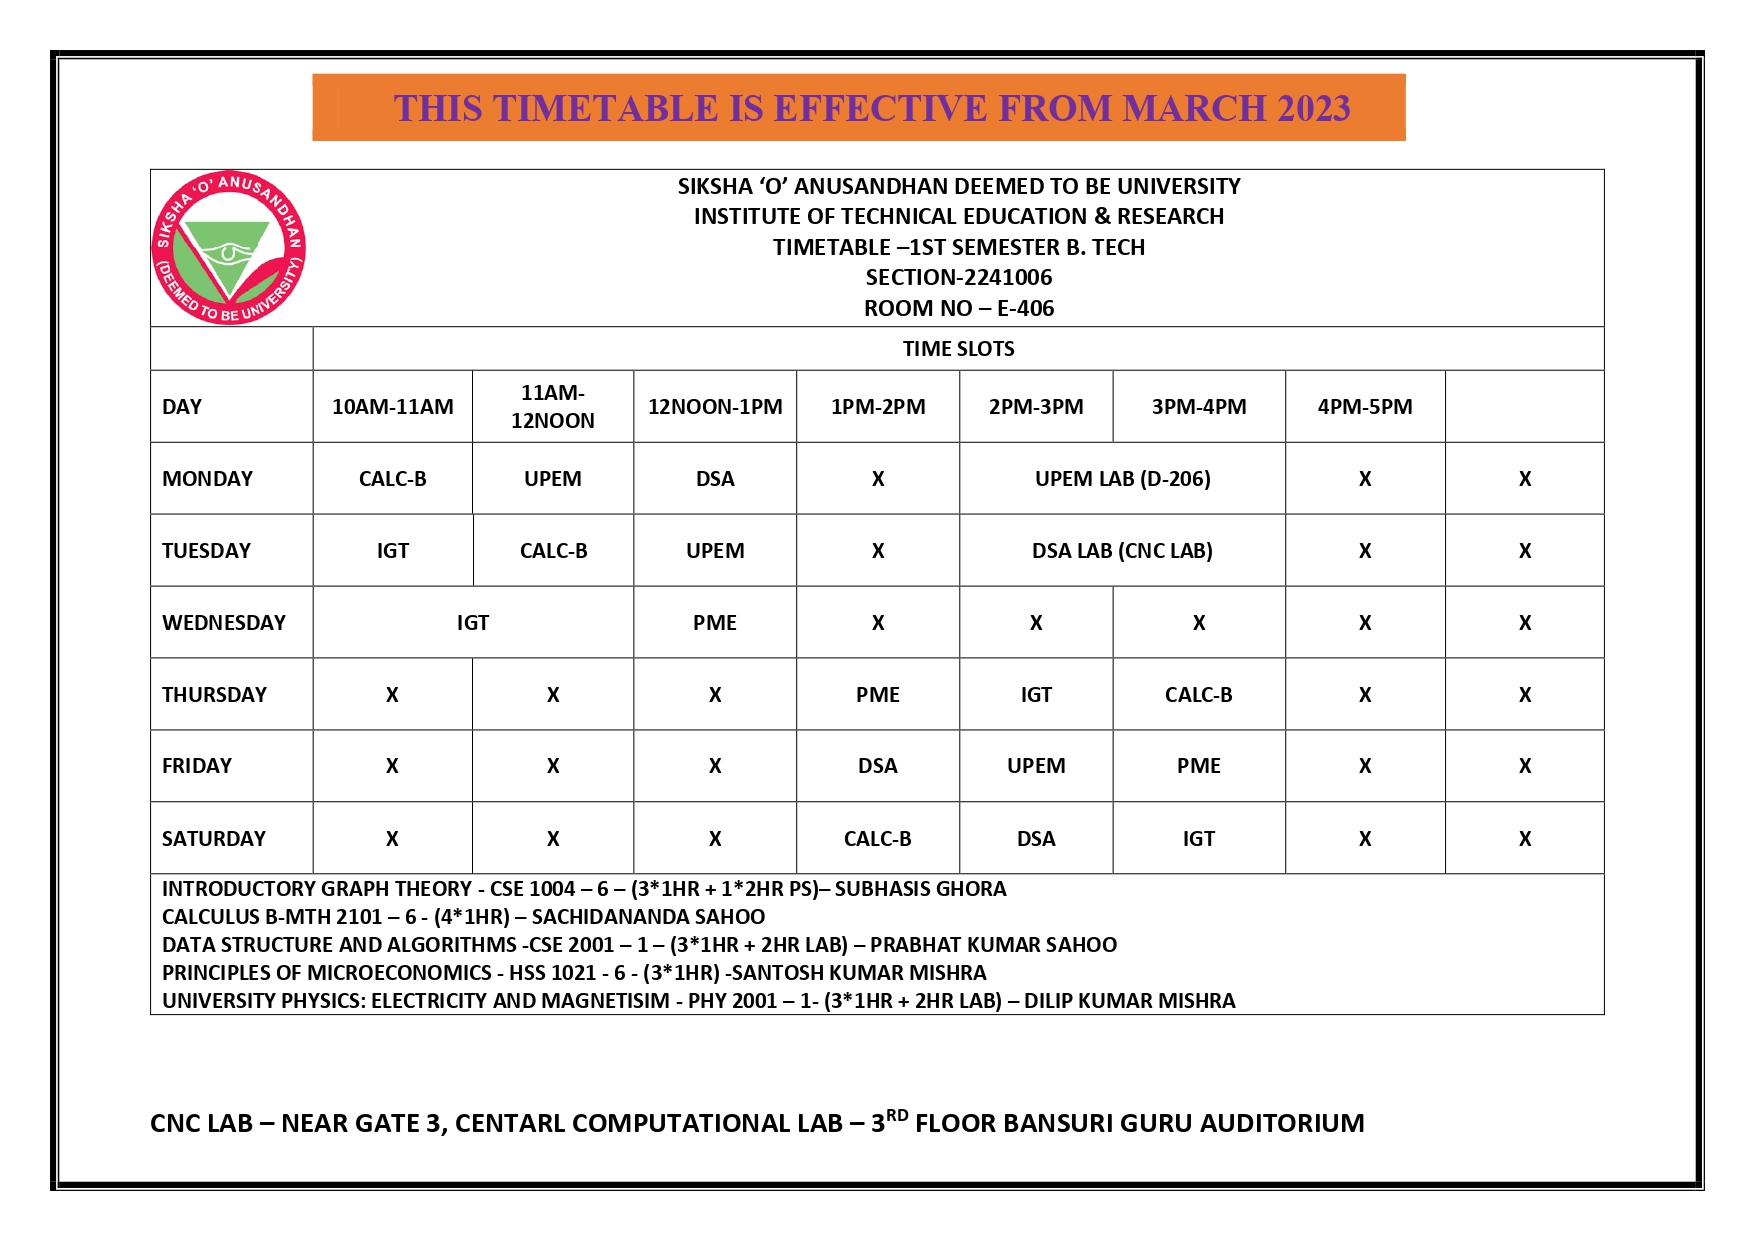 THIS TIMETABLE IS EFFECTIVE FROM MARCH 2023
SIKSHA 'O' ANUSANDHAN
(DEEMED TO BE UNIVERSITY)
SIKSHA ‘O’ ANUSANDHAN DEEMED TO BE UNIVERSITY
INSTITUTE OF TECHNICAL EDUCATION & RESEARCH
TIMETABLE –1ST SEMESTER B. TECH
SECTION-2241006
ROOM NO – E-406
TIME SLOTS
DAY 10AM-11AM 11AM-12NOON 12NOON-1PM 1PM-2PM 2PM-3PM 3PM-4PM 4PM-5PM
MONDAY CALC-B UPEM DSA X UPEM LAB (D-206) X X
TUESDAY IGT CALC-B UPEM X DSA LAB (CNC LAB) X X
WEDNESDAY IGT PME X X X X X
THURSDAY X X X PME IGT CALC-B X X
FRIDAY X X X DSA UPEM PME X X
SATURDAY X X X CALC-B DSA IGT X X
INTRODUCTORY GRAPH THEORY - CSE 1004 – 6 – (3*1HR + 1*2HR PS)– SUBHASIS GHORA
CALCULUS B-MTH 2101 – 6 - (4*1HR) – SACHIDANANDA SAHOO
DATA STRUCTURE AND ALGORITHMS -CSE 2001 – 1 – (3*1HR + 2HR LAB) – PRABHAT KUMAR SAHOO
PRINCIPLES OF MICROECONOMICS - HSS 1021 - 6 - (3*1HR) -SANTOSH KUMAR MISHRA
UNIVERSITY PHYSICS: ELECTRICITY AND MAGNETISIM - PHY 2001 – 1- (3*1HR + 2HR LAB) – DILIP KUMAR MISHRA
CNC LAB – NEAR GATE 3, CENTARL COMPUTATIONAL LAB – 3RD FLOOR BANSURI GURU AUDITORIUM